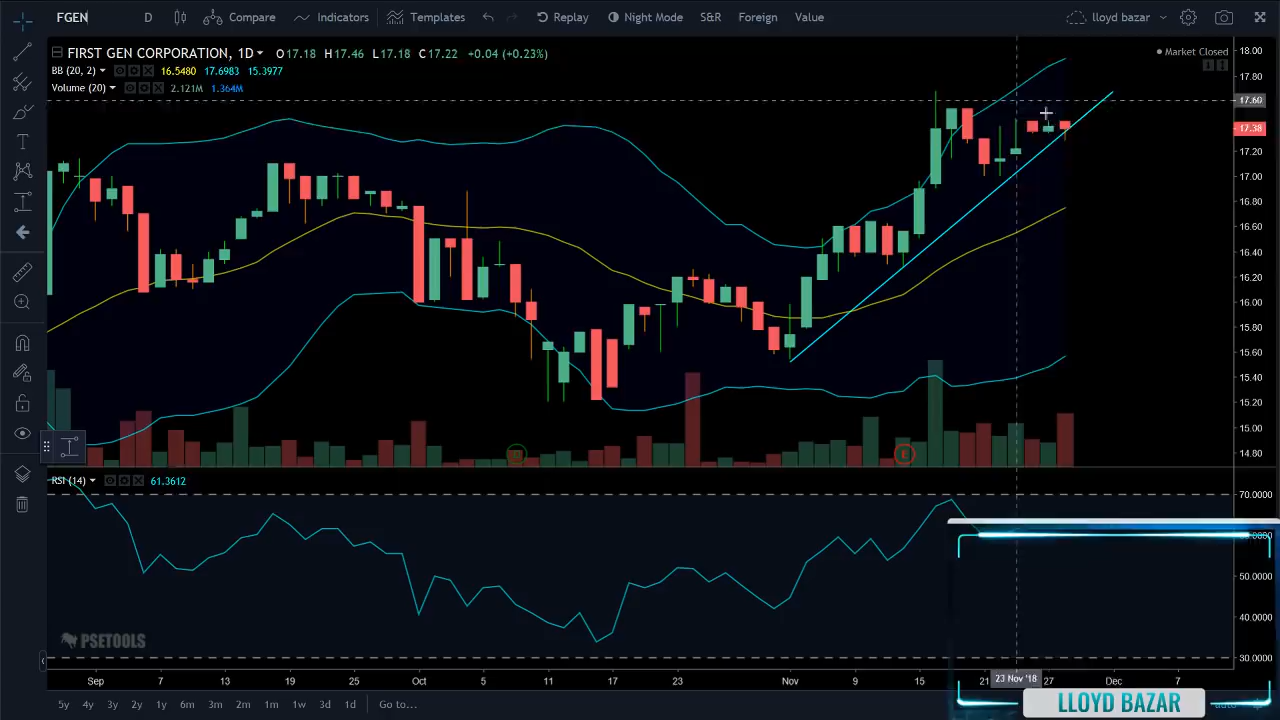 FGEN D Compare Indicators Templates Replay Night Mode S&R Foreign Value lloyd bazar
FIRST GEN CORPORATION, 1D O17.18 H17.46 L17.18 C17.22 +0.04 (+0.23%)
Market Closed
BB (20, 2) 16.5480 17.6983 15.3977
Volume (20) 2.121M 1.364M
18.00
17.80
17.60
17.38
17.20
17.00
16.80
16.60
16.40
16.20
16.00
15.80
15.60
15.40
15.20
15.00
14.80
E
RSI (14) 61.3612
70.0000
50.0000
40.0000
30.0000
PSETOOLS
Sep 7 13 19 25 Oct 5 11 17 23 Nov 9 15 21 23 Nov '18 27 Dec 7
5y 4y 3y 2y 1y 6m 3m 2m 1m 1w 3d 1d Go to...
LLOYD BAZAR